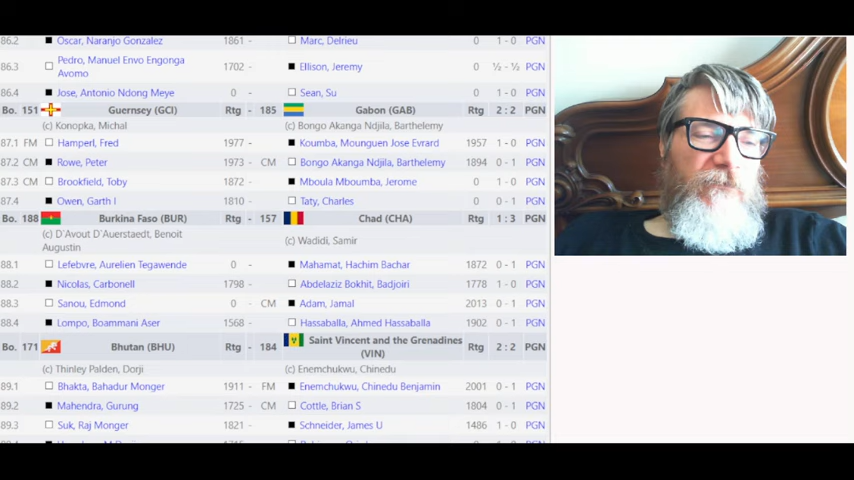 86.2 Oscar, Naranjo Gonzalez 1861 - Marc, Delrieu 0 1 - 0 PGN
86.3 Pedro, Manuel Envo Engonga Avomo 1702 - Ellison, Jeremy 0 ½ - ½ PGN
86.4 Jose, Antonio Ndong Meye 0 - Sean, Su 0 0 - 1 PGN
Bo. 151 Guernsey (GCI) Rtg - 185 Gabon (GAB) Rtg 2 : 2 PGN
(c) Konopka, Michal (c) Bongo Akanga Ndjila, Barthelemy
87.1 FM Hamperl, Fred 1977 - Koumba, Mounguen Jose Evrard 1957 1 - 0 PGN
87.2 CM Rowe, Peter 1973 - CM Bongo Akanga Ndjila, Barthelemy 1894 0 - 1 PGN
87.3 CM Brookfield, Toby 1872 - Mboula Mboumba, Jerome 0 1 - 0 PGN
87.4 Owen, Garth I 1810 - Taty, Charles 0 0 - 1 PGN
Bo. 188 Burkina Faso (BUR) Rtg - 157 Chad (CHA) Rtg 1 : 3 PGN
(c) D`Avout D`Auerstaedt, Benoit Augustin (c) Wadidi, Samir
88.1 Lefebvre, Aurelien Tegawende 0 - Mahamat, Hachim Bachar 1872 0 - 1 PGN
88.2 Nicolas, Carbonell 1798 - Abdelaziz Bokhit, Badjoiri 1778 1 - 0 PGN
88.3 Sanou, Edmond 0 - CM Adam, Jamal 2013 0 - 1 PGN
88.4 Lompo, Boammani Aser 1568 - Hassaballa, Ahmed Hassaballa 1902 0 - 1 PGN
Bo. 171 Bhutan (BHU) Rtg - 184 Saint Vincent and the Grenadines (VIN) Rtg 2 : 2 PGN
(c) Thinley Palden, Dorji (c) Enemchukwu, Chinedu
89.1 Bhakta, Bahadur Monger 1911 - FM Enemchukwu, Chinedu Benjamin 2001 0 - 1 PGN
89.2 Mahendra, Gurung 1725 - CM Cottle, Brian S 1804 0 - 1 PGN
89.3 Suk, Raj Monger 1821 - Schneider, James U 1486 1 - 0 PGN